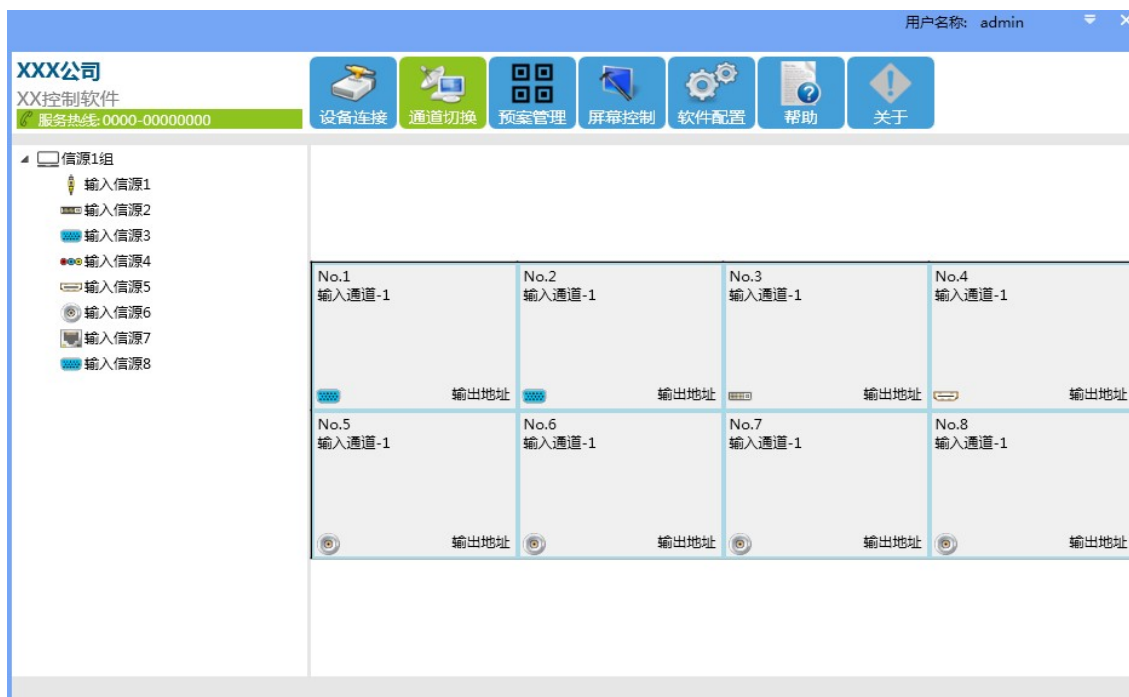 用户名称: admin
XXX公司
XX控制软件
服务热线:0000-00000000
设备连接 通道切换 预案管理 屏幕控制 软件配置 帮助 关于
信源1组
输入信源1
输入信源2
输入信源3
输入信源4
输入信源5
输入信源6
输入信源7
输入信源8
No.1 No.2 No.3 No.4
输入通道-1 输入通道-1 输入通道-1 输入通道-1
输出地址 输出地址 输出地址 输出地址
No.5 No.6 No.7 No.8
输入通道-1 输入通道-1 输入通道-1 输入通道-1
输出地址 输出地址 输出地址 输出地址